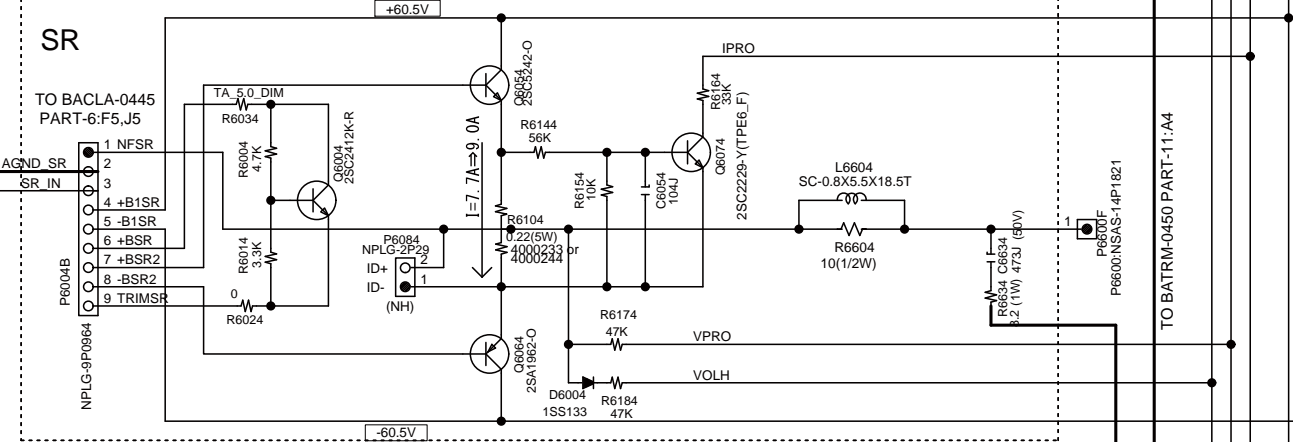 +60.5V
SR
TO BACLA-0445
PART-6:F5,J5
1 NFSR
AGND_SR 2
SR_IN 3
4 +B1SR
5 -B1SR
6 +BSR
7 +BSR2
8 -BSR2
9 TRIMSR
P6004B
NPLG-9P0964
TA_5.0_DIM
R6034
R6004
4.7K
Q6004
2SC2412K-R
R6014
3.3K
0
R6024
P6084
NPLG-2P29
ID+ 2
ID- 1
(NH)
Q6054
2SC5242-O
I=7.7A⇒9.0A
R6104
0.22(5W)
4000233 or
4000244
Q6064
2SA1962-O
R6144
56K
R6154
10K
C6054
104J
Q6074
2SC2229-Y(TPE6_F)
R6164
33K
IPRO
L6604
SC-0.8X5.5X18.5T
R6604
10(1/2W)
R6174
47K
VPRO
D6004
1SS133
R6184
47K
VOLH
C6634
473J (50V)
R6634
8.2 (1W)
1
P6600F
P6600:NSAS-14P1821
TO BATRM-0450 PART-11:A4
-60.5V